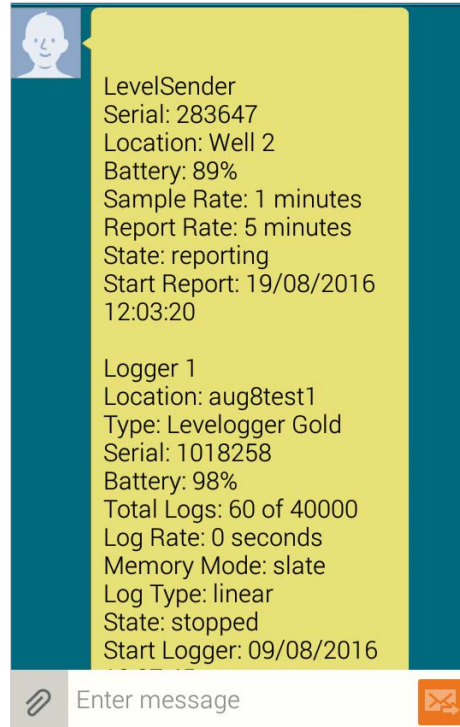 LevelSender
Serial: 283647
Location: Well 2
Battery: 89%
Sample Rate: 1 minutes
Report Rate: 5 minutes
State: reporting
Start Report: 19/08/2016
12:03:20
Logger 1
Location: aug8test1
Type: Levelogger Gold
Serial: 1018258
Battery: 98%
Total Logs: 60 of 40000
Log Rate: 0 seconds
Memory Mode: slate
Log Type: linear
State: stopped
Start Logger: 09/08/2016
Enter message